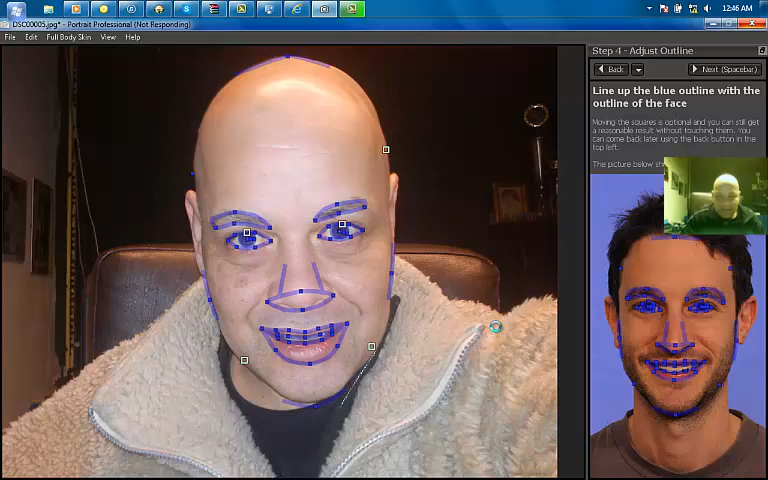 12:46 AM
DSC00005.jpg* - Portrait Professional (Not Responding)
File Edit Full Body Skin View Help
Step 4 - Adjust Outline
Back Next (Spacebar)
Line up the blue outline with the
outline of the face
Moving the squares is optional and you can still get
a reasonable result without touching them. You
can come back later using the back button in the
top left.
The picture below sh